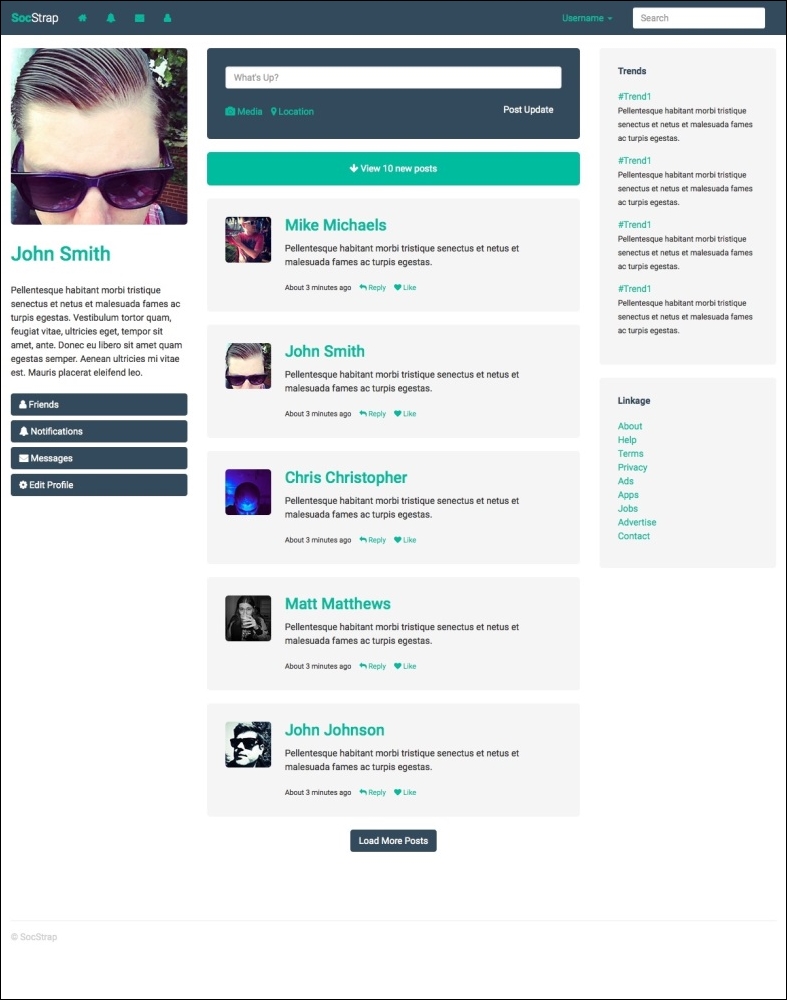 SocStrap
Username
Search
John Smith
Pellentesque habitant morbi tristique
senectus et netus et malesuada fames ac
turpis egestas. Vestibulum tortor quam,
feugiat vitae, ultricies eget, tempor sit
amet, ante. Donec eu libero sit amet quam
egestas semper. Aenean ultricies mi vitae
est. Mauris placerat eleifend leo.
Friends
Notifications
Messages
Edit Profile
What's Up?
Media Location
Post Update
View 10 new posts
Mike Michaels
Pellentesque habitant morbi tristique senectus et netus et
malesuada fames ac turpis egestas.
About 3 minutes ago Reply Like
John Smith
Pellentesque habitant morbi tristique senectus et netus et
malesuada fames ac turpis egestas.
About 3 minutes ago Reply Like
Chris Christopher
Pellentesque habitant morbi tristique senectus et netus et
malesuada fames ac turpis egestas.
About 3 minutes ago Reply Like
Matt Matthews
Pellentesque habitant morbi tristique senectus et netus et
malesuada fames ac turpis egestas.
About 3 minutes ago Reply Like
John Johnson
Pellentesque habitant morbi tristique senectus et netus et
malesuada fames ac turpis egestas.
About 3 minutes ago Reply Like
Load More Posts
Trends
#Trend1
Pellentesque habitant morbi tristique
senectus et netus et malesuada fames
ac turpis egestas.
#Trend1
Pellentesque habitant morbi tristique
senectus et netus et malesuada fames
ac turpis egestas.
#Trend1
Pellentesque habitant morbi tristique
senectus et netus et malesuada fames
ac turpis egestas.
#Trend1
Pellentesque habitant morbi tristique
senectus et netus et malesuada fames
ac turpis egestas.
Linkage
About
Help
Terms
Privacy
Ads
Apps
Jobs
Advertise
Contact
© SocStrap